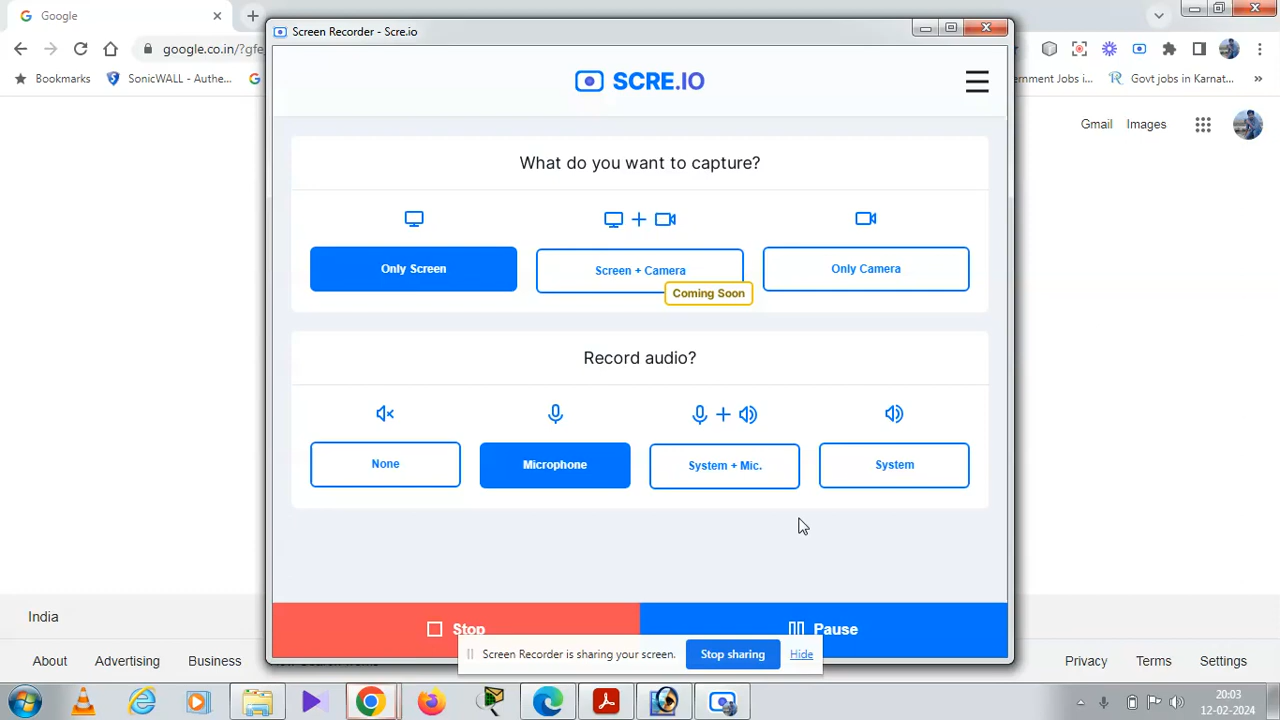 Google
Screen Recorder - Scre.io
google.co.in/?gfe
Bookmarks
SonicWALL - Authe...
ernment Jobs i...
Govt jobs in Karnat...
»
SCRE.IO
Gmail
Images
What do you want to capture?
Only Screen
Screen + Camera
Only Camera
Coming Soon
Record audio?
None
Microphone
System + Mic.
System
India
Stop
Pause
Screen Recorder is sharing your screen.
Stop sharing
Hide
About
Advertising
Business
Privacy
Terms
Settings
20:03
12-02-2024